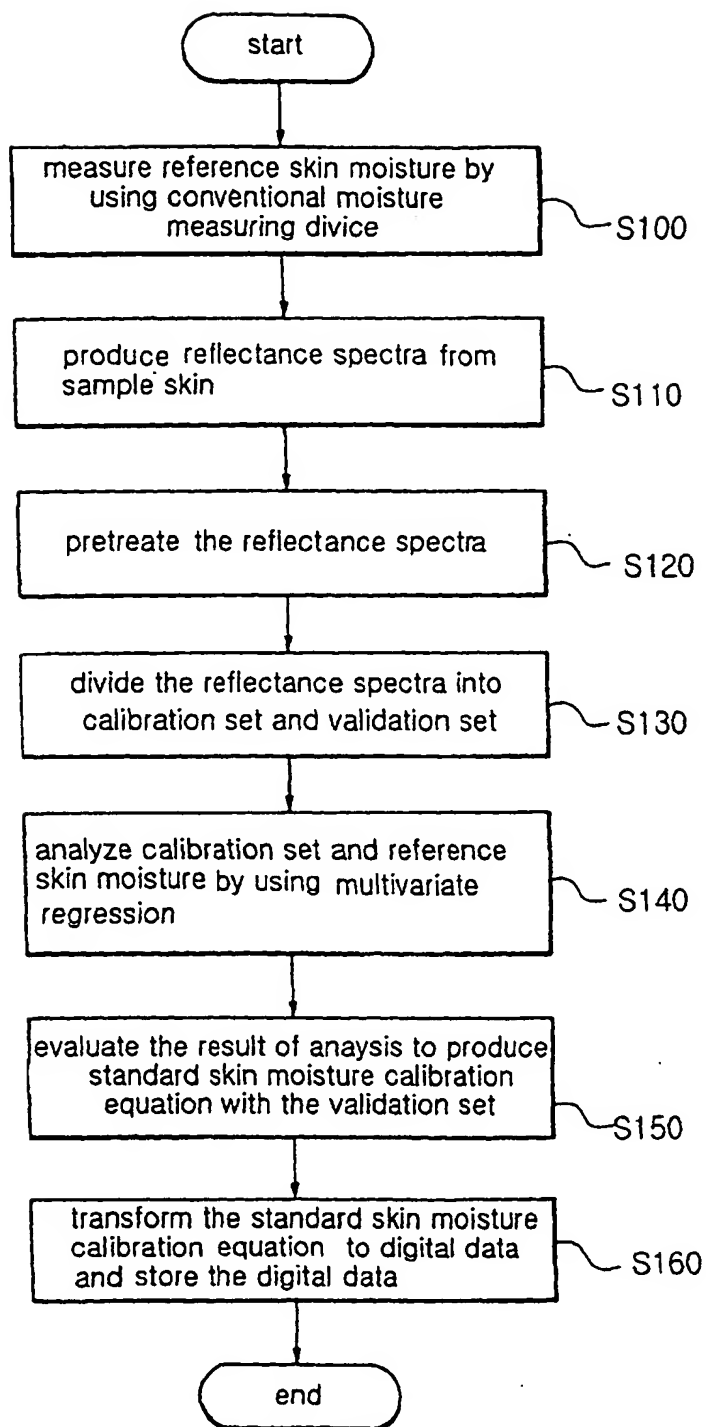 start
measure reference skin moisture by
using conventional moisture
measuring divice
S100
produce reflectance spectra from
sample skin
S110
pretreate the reflectance spectra
S120
divide the reflectance spectra into
calibration set and validation set
S130
analyze calibration set and reference
skin moisture by using multivariate
regression
S140
evaluate the result of anaysis to produce
standard skin moisture calibration
equation with the validation set
S150
transform the standard skin moisture
calibration equation to digital data
and store the digital data
S160
end